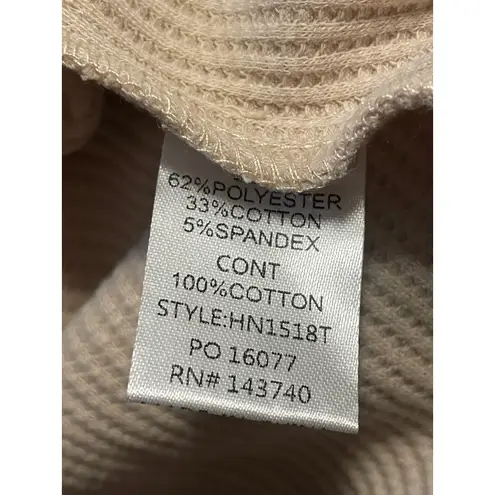 62%POLYESTER
33%COTTON
5%SPANDEX
CONT
100%COTTON
STYLE:HN1518T
PO 16077
RN# 143740